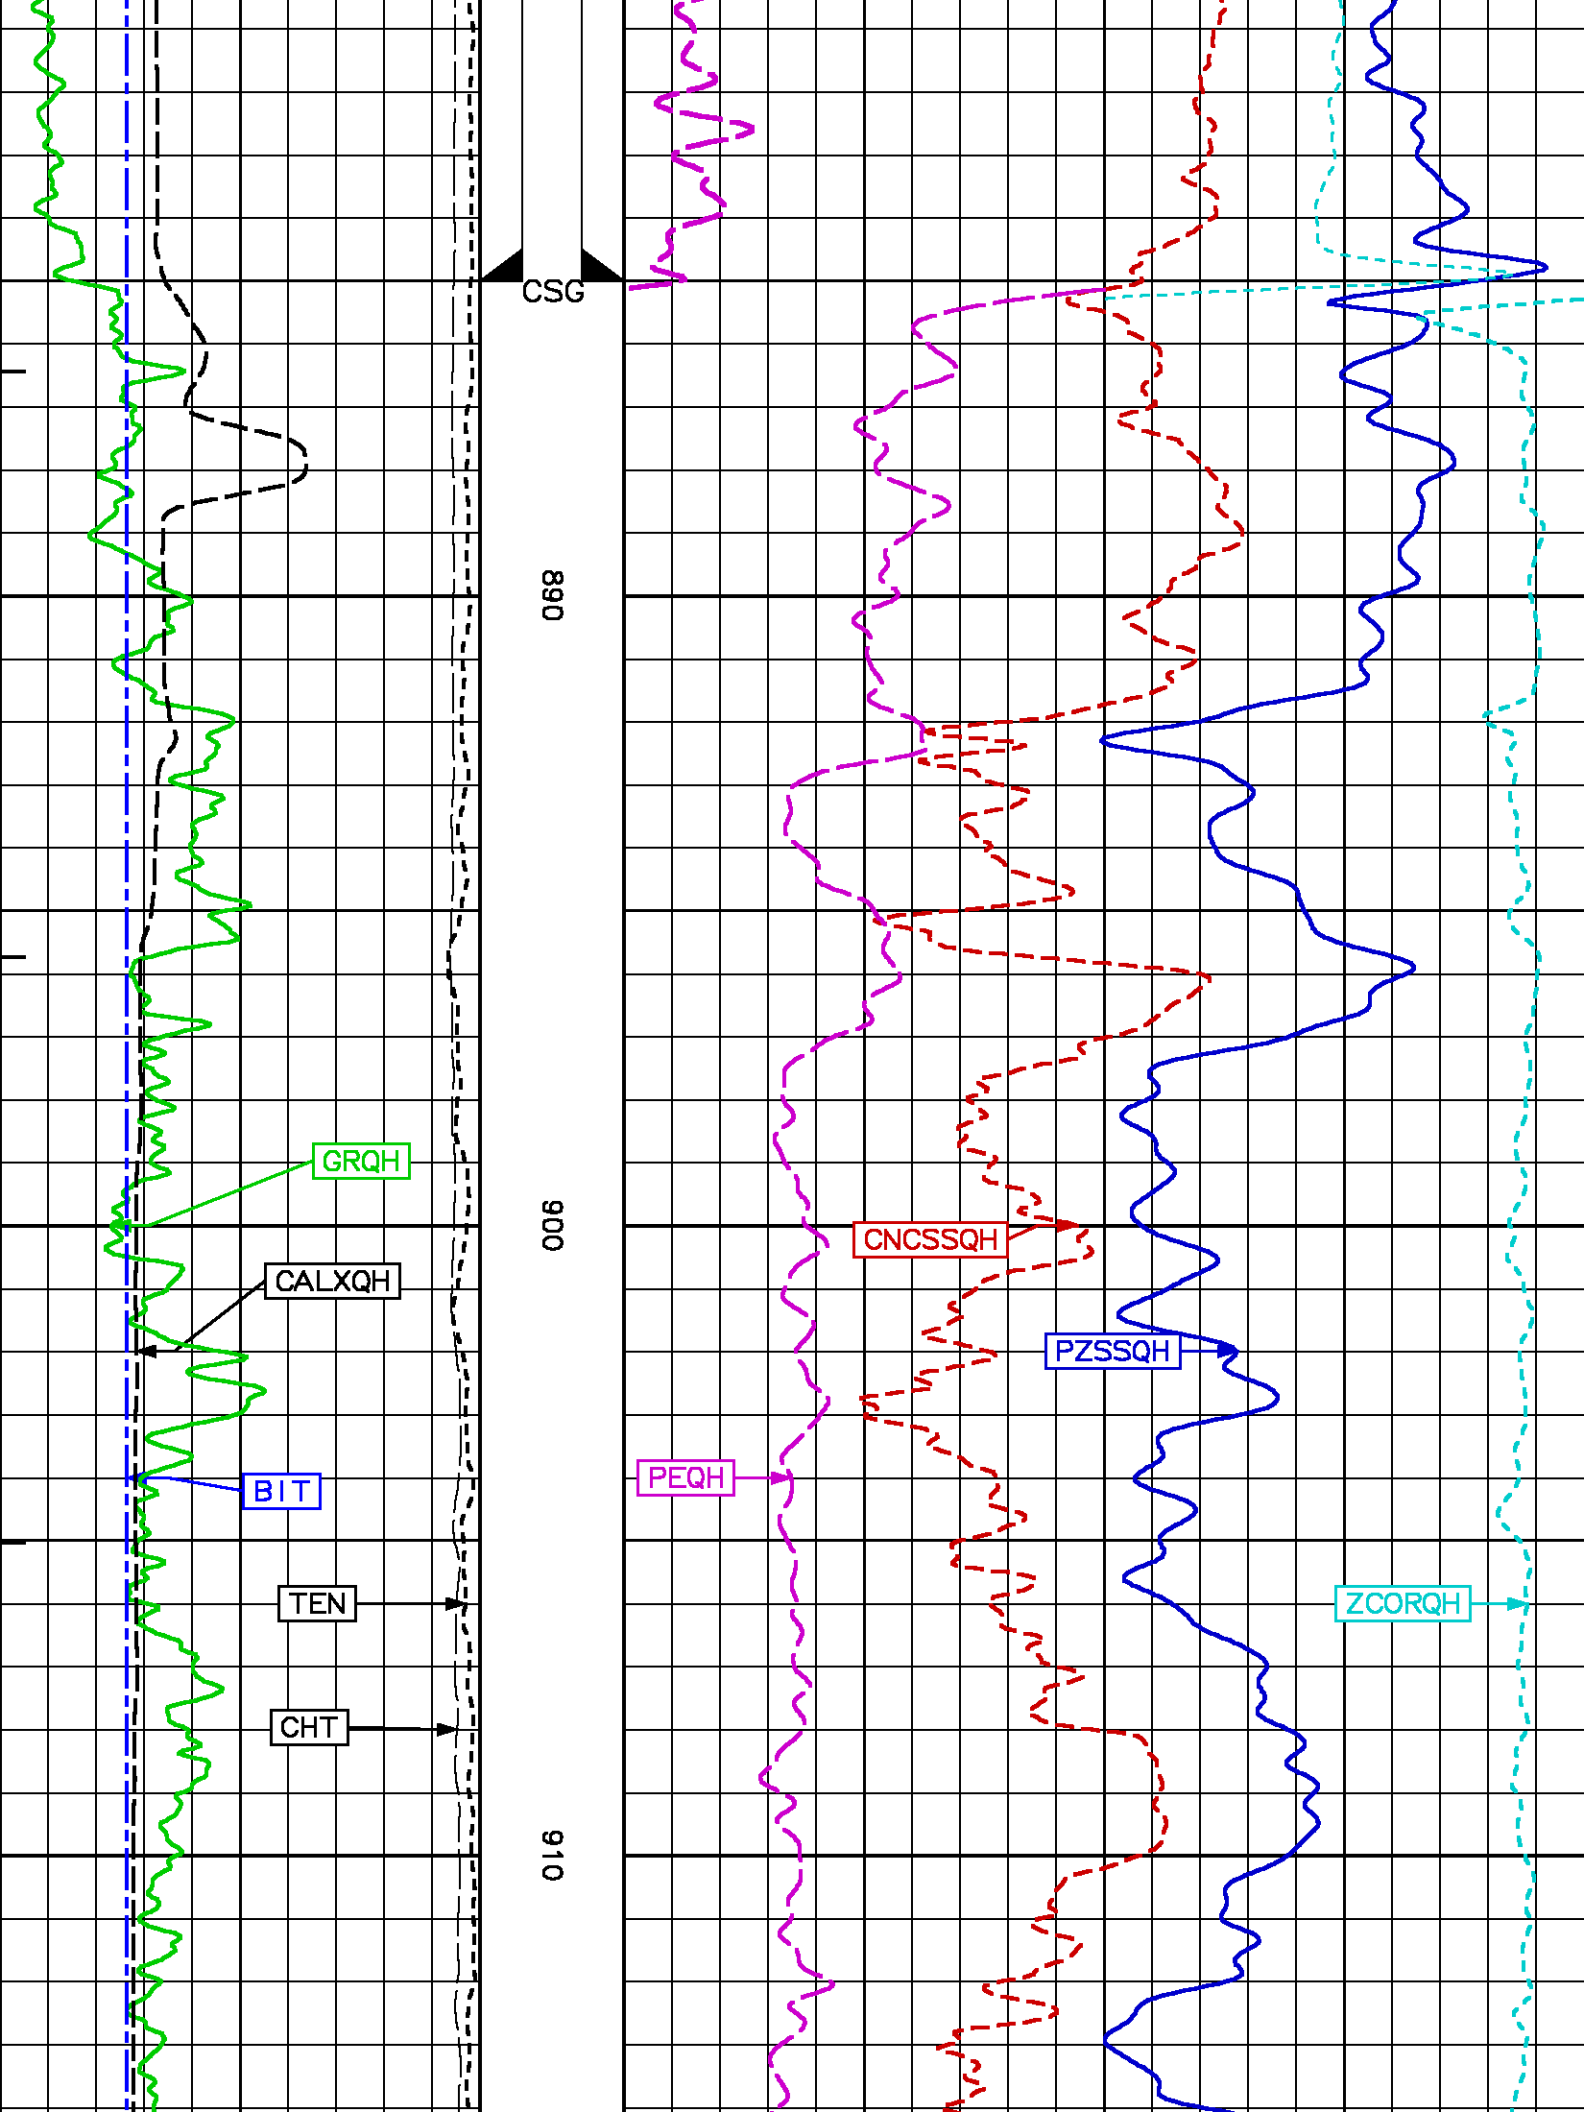 CSG
890
GRQH
900
CNCSSQH
CALXQH
PZSSQH
PEQH
BIT
TEN
ZCORQH
CHT
910